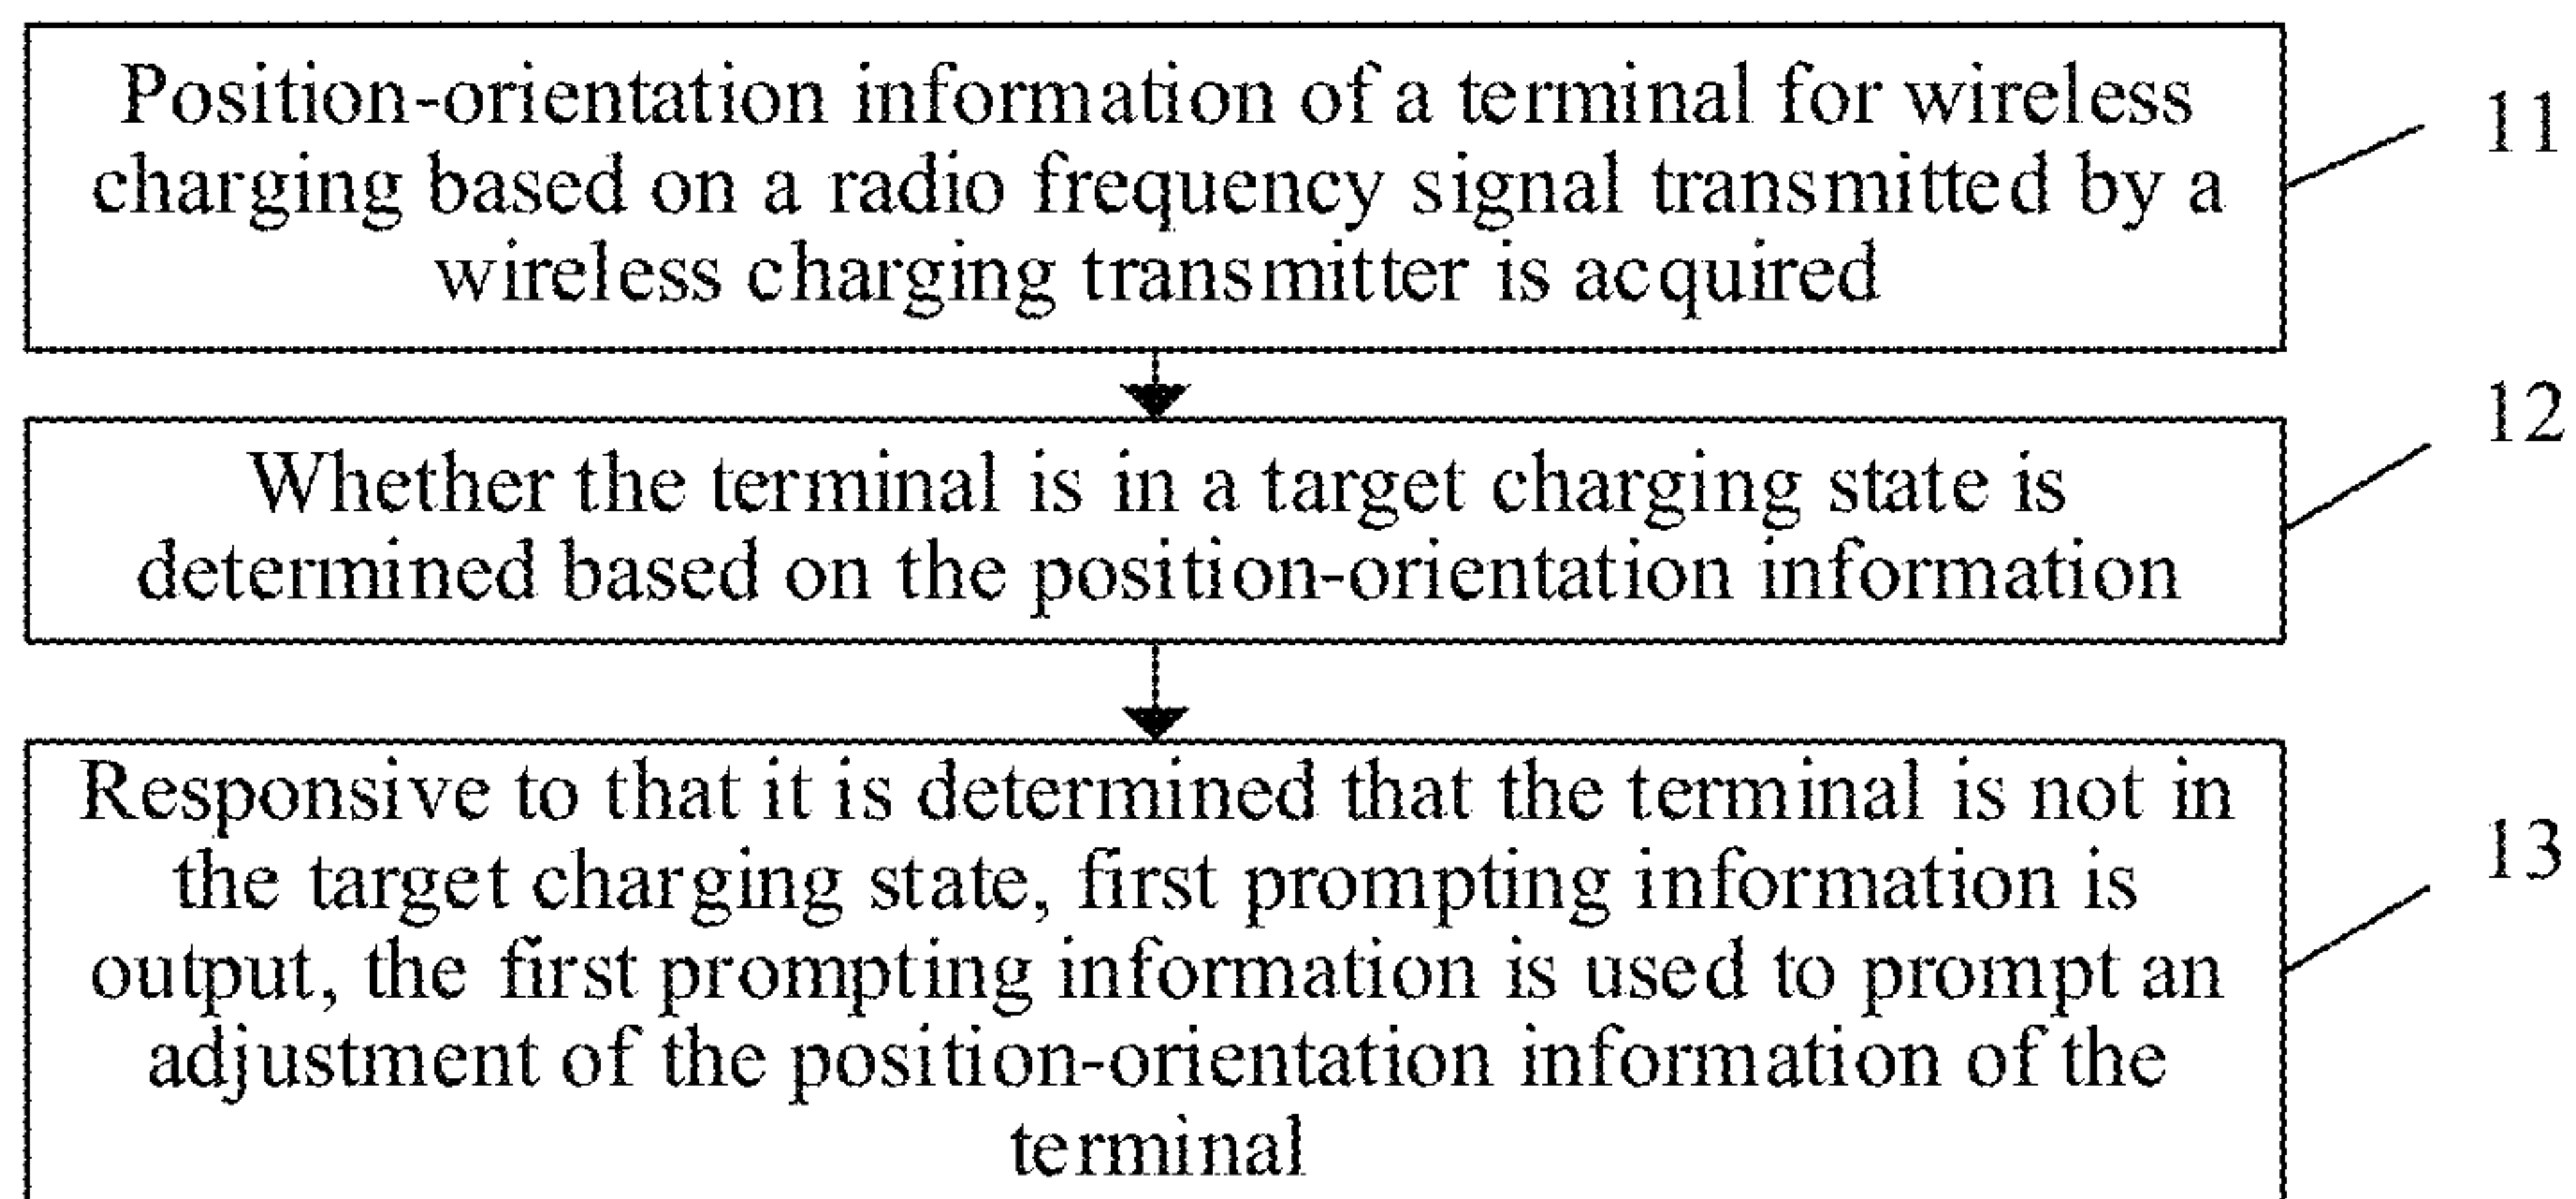 Position-orientation information of a terminal for wireless
charging based on a radio frequency signal transmitted by a
wireless charging transmitter is acquired
11
Whether the terminal is in a target charging state is
determined based on the position-orientation information
12
Responsive to that it is determined that the terminal is not in
the target charging state, first prompting information is
output, the first prompting information is used to prompt an
adjustment of the position-orientation information of the
terminal
13